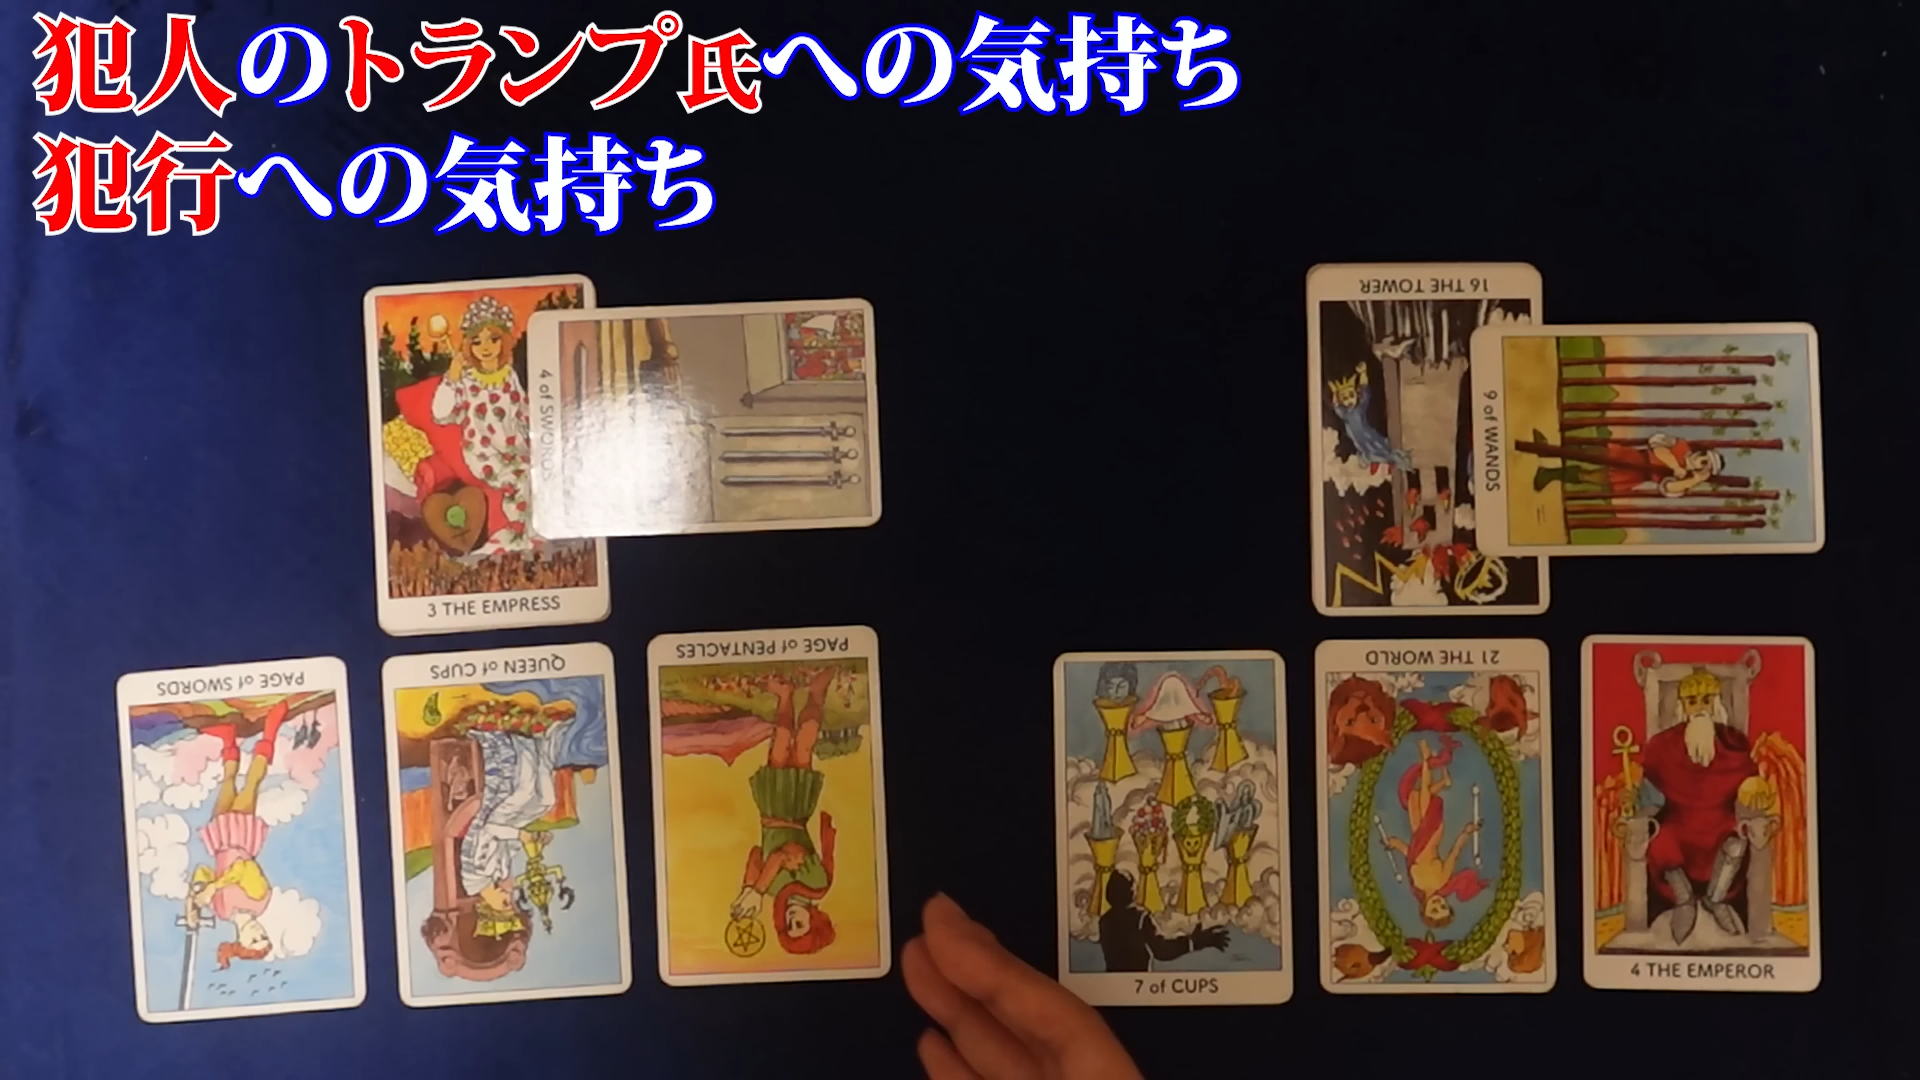 犯人のトランプ氏への気持ち
犯行への気持ち
3 THE EMPRESS
4 of SWORDS
16 THE TOWER
9 of WANDS
PAGE of SWORDS
QUEEN of CUPS
PAGE of PENTACLES
7 of CUPS
21 THE WORLD
4 THE EMPEROR